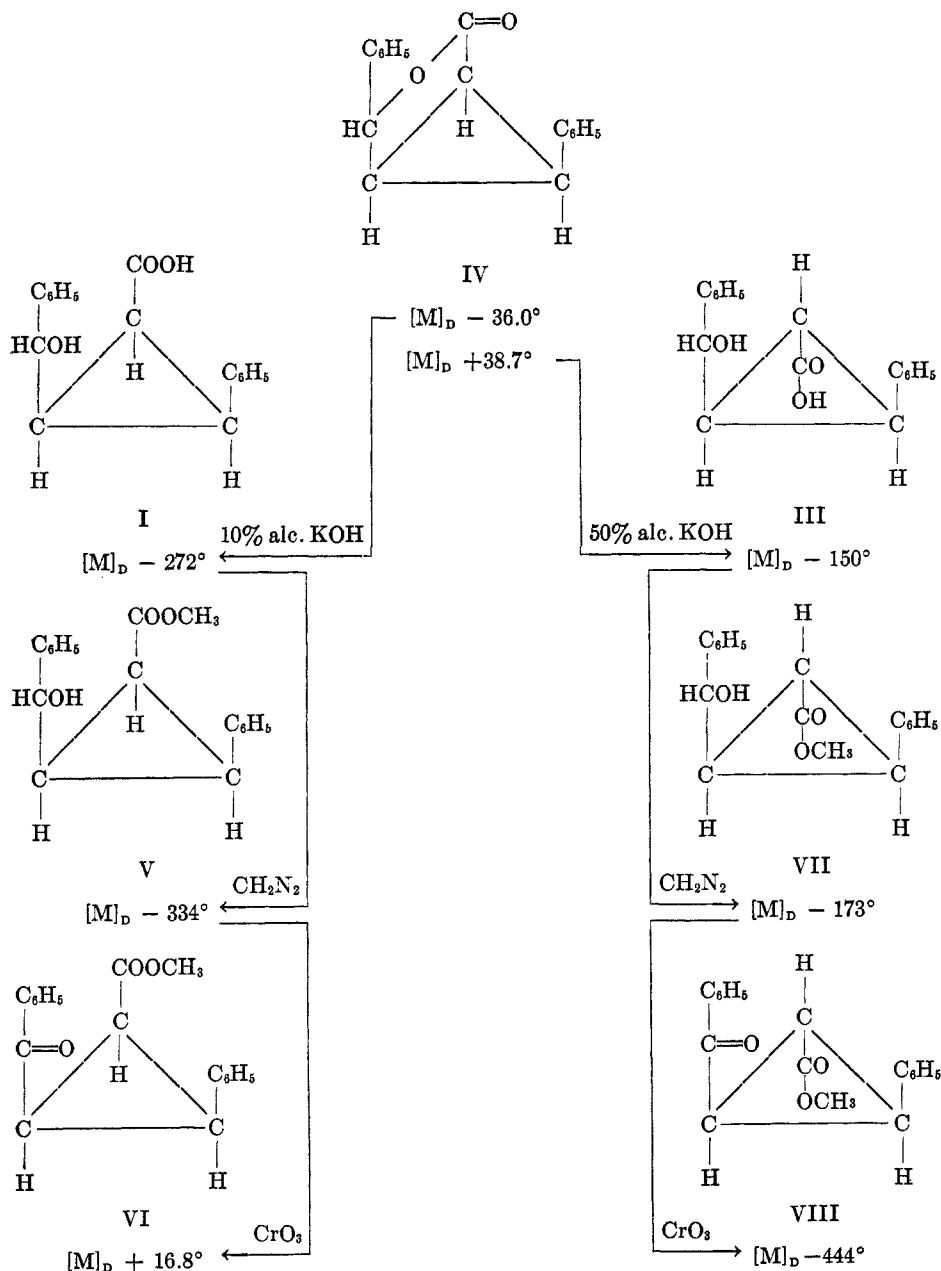 C=O
C₆H₅
O
C
HC
H
C₆H₅
C
C
H
H
IV
[M]D − 36.0°
[M]D +38.7°
COOH
C₆H₅
C
HCOH
H
C₆H₅
C
C
H
H
I
10% alc. KOH
[M]D − 272°
H
C₆H₅
C
HCOH
CO
OH
C₆H₅
C
C
H
H
III
50% alc. KOH
[M]D − 150°
COOCH₃
C₆H₅
C
HCOH
H
C₆H₅
C
C
H
H
V
CH₂N₂
[M]D − 334°
H
C₆H₅
C
HCOH
CO
OCH₃
C₆H₅
C
C
H
H
VII
CH₂N₂
[M]D − 173°
COOCH₃
C₆H₅
C
C=O
H
C₆H₅
C
C
H
H
VI
CrO₃
[M]D + 16.8°
H
C₆H₅
C
C=O
CO
OCH₃
C₆H₅
C
C
H
H
VIII
CrO₃
[M]D −444°